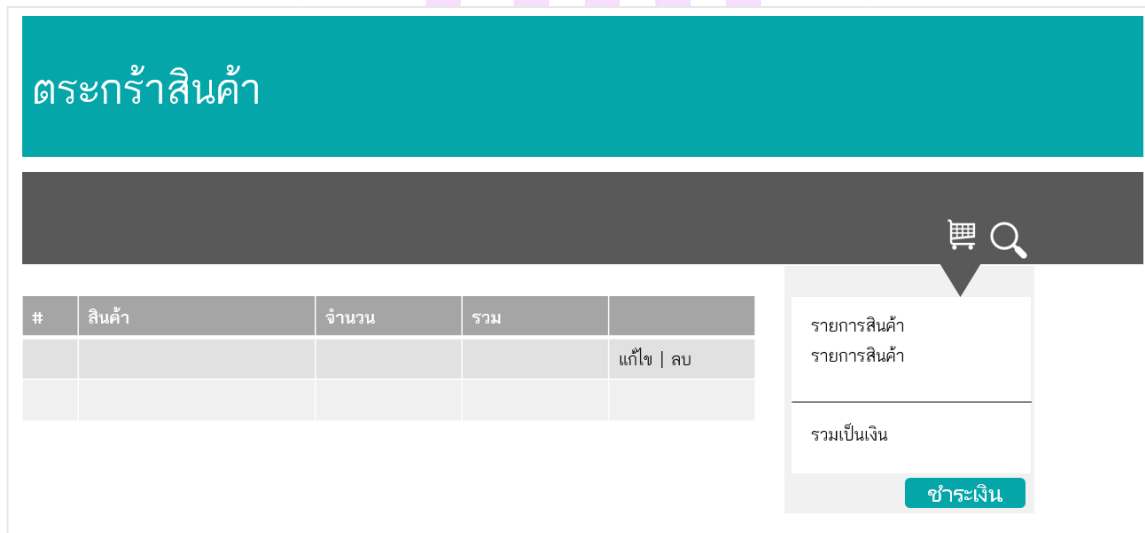 ตระกร้าสินค้า
# สินค้า จำนวน รวม
แก้ไข | ลบ
รายการสินค้า
รายการสินค้า
รวมเป็นเงิน
ชำระเงิน